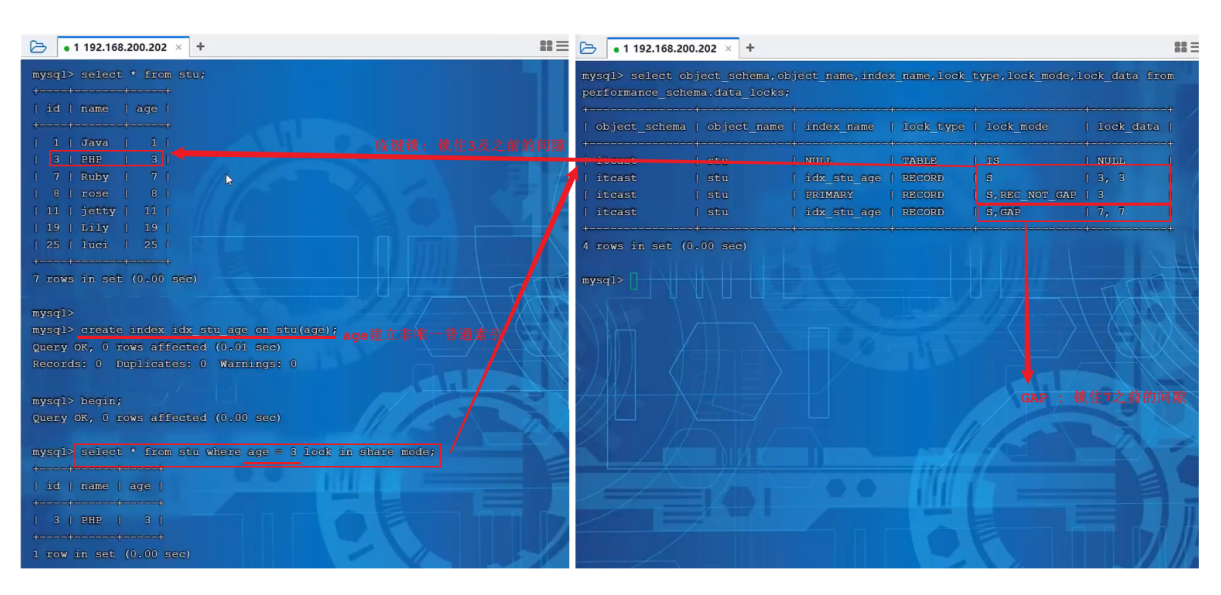 1 192.168.200.202 × +
mysql> select * from stu;
+----+-------+-----+
| id | name | age |
+----+-------+-----+
| 1 | Java | 1 |
| 3 | PHP | 3 |
| 7 | Ruby | 7 |
| 8 | rose | 8 |
| 11 | jetty | 11 |
| 19 | Lily | 19 |
| 25 | luci | 25 |
+----+-------+-----+
7 rows in set (0.00 sec)
mysql>
mysql> create index idx_stu_age on stu(age);
Query OK, 0 rows affected (0.01 sec)
Records: 0 Duplicates: 0 Warnings: 0
mysql> begin;
Query OK, 0 rows affected (0.00 sec)
mysql> select * from stu where age = 3 lock in share mode;
+----+------+-----+
| id | name | age |
+----+------+-----+
| 3 | PHP | 3 |
+----+------+-----+
1 row in set (0.00 sec)
临键锁：锁住3及之前的间隙
age建立非唯一普通索引
1 192.168.200.202 × +
mysql> select object_schema,object_name,index_name,lock_type,lock_mode,lock_data from
performance_schema.data_locks;
+---------------+-------------+-------------+-----------+---------------+-----------+
| object_schema | object_name | index_name | lock_type | lock_mode | lock_data |
+---------------+-------------+-------------+-----------+---------------+-----------+
| itcast | stu | NULL | TABLE | IS | NULL |
| itcast | stu | idx_stu_age | RECORD | S | 3, 3 |
| itcast | stu | PRIMARY | RECORD | S,REC_NOT_GAP | 3 |
| itcast | stu | idx_stu_age | RECORD | S,GAP | 7, 7 |
+---------------+-------------+-------------+-----------+---------------+-----------+
4 rows in set (0.00 sec)
mysql>
GAP ：锁住7之前的间隙